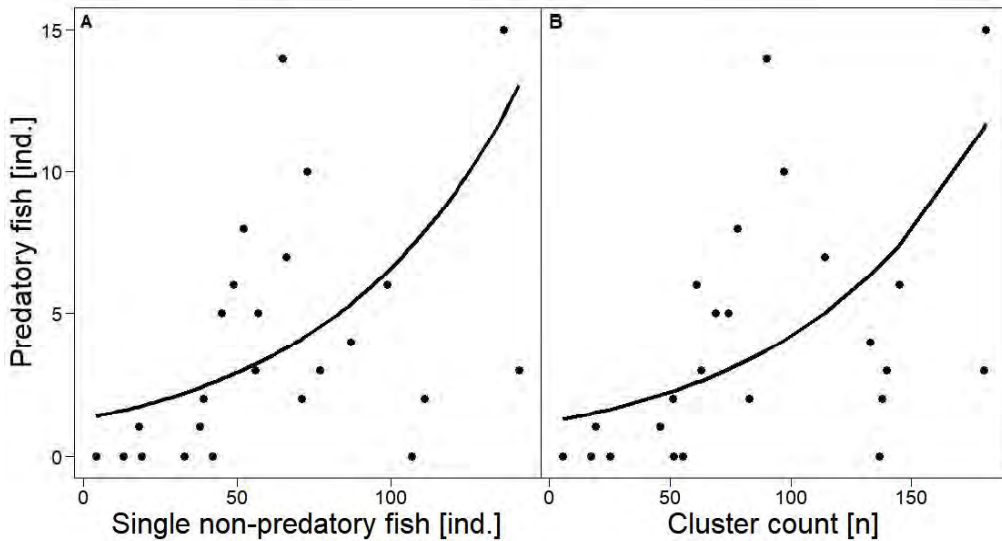 A
B
15
10
5
0
Predatory fish [ind.]
0 50 100
0 50 100 150
Single non-predatory fish [ind.]
Cluster count [n]